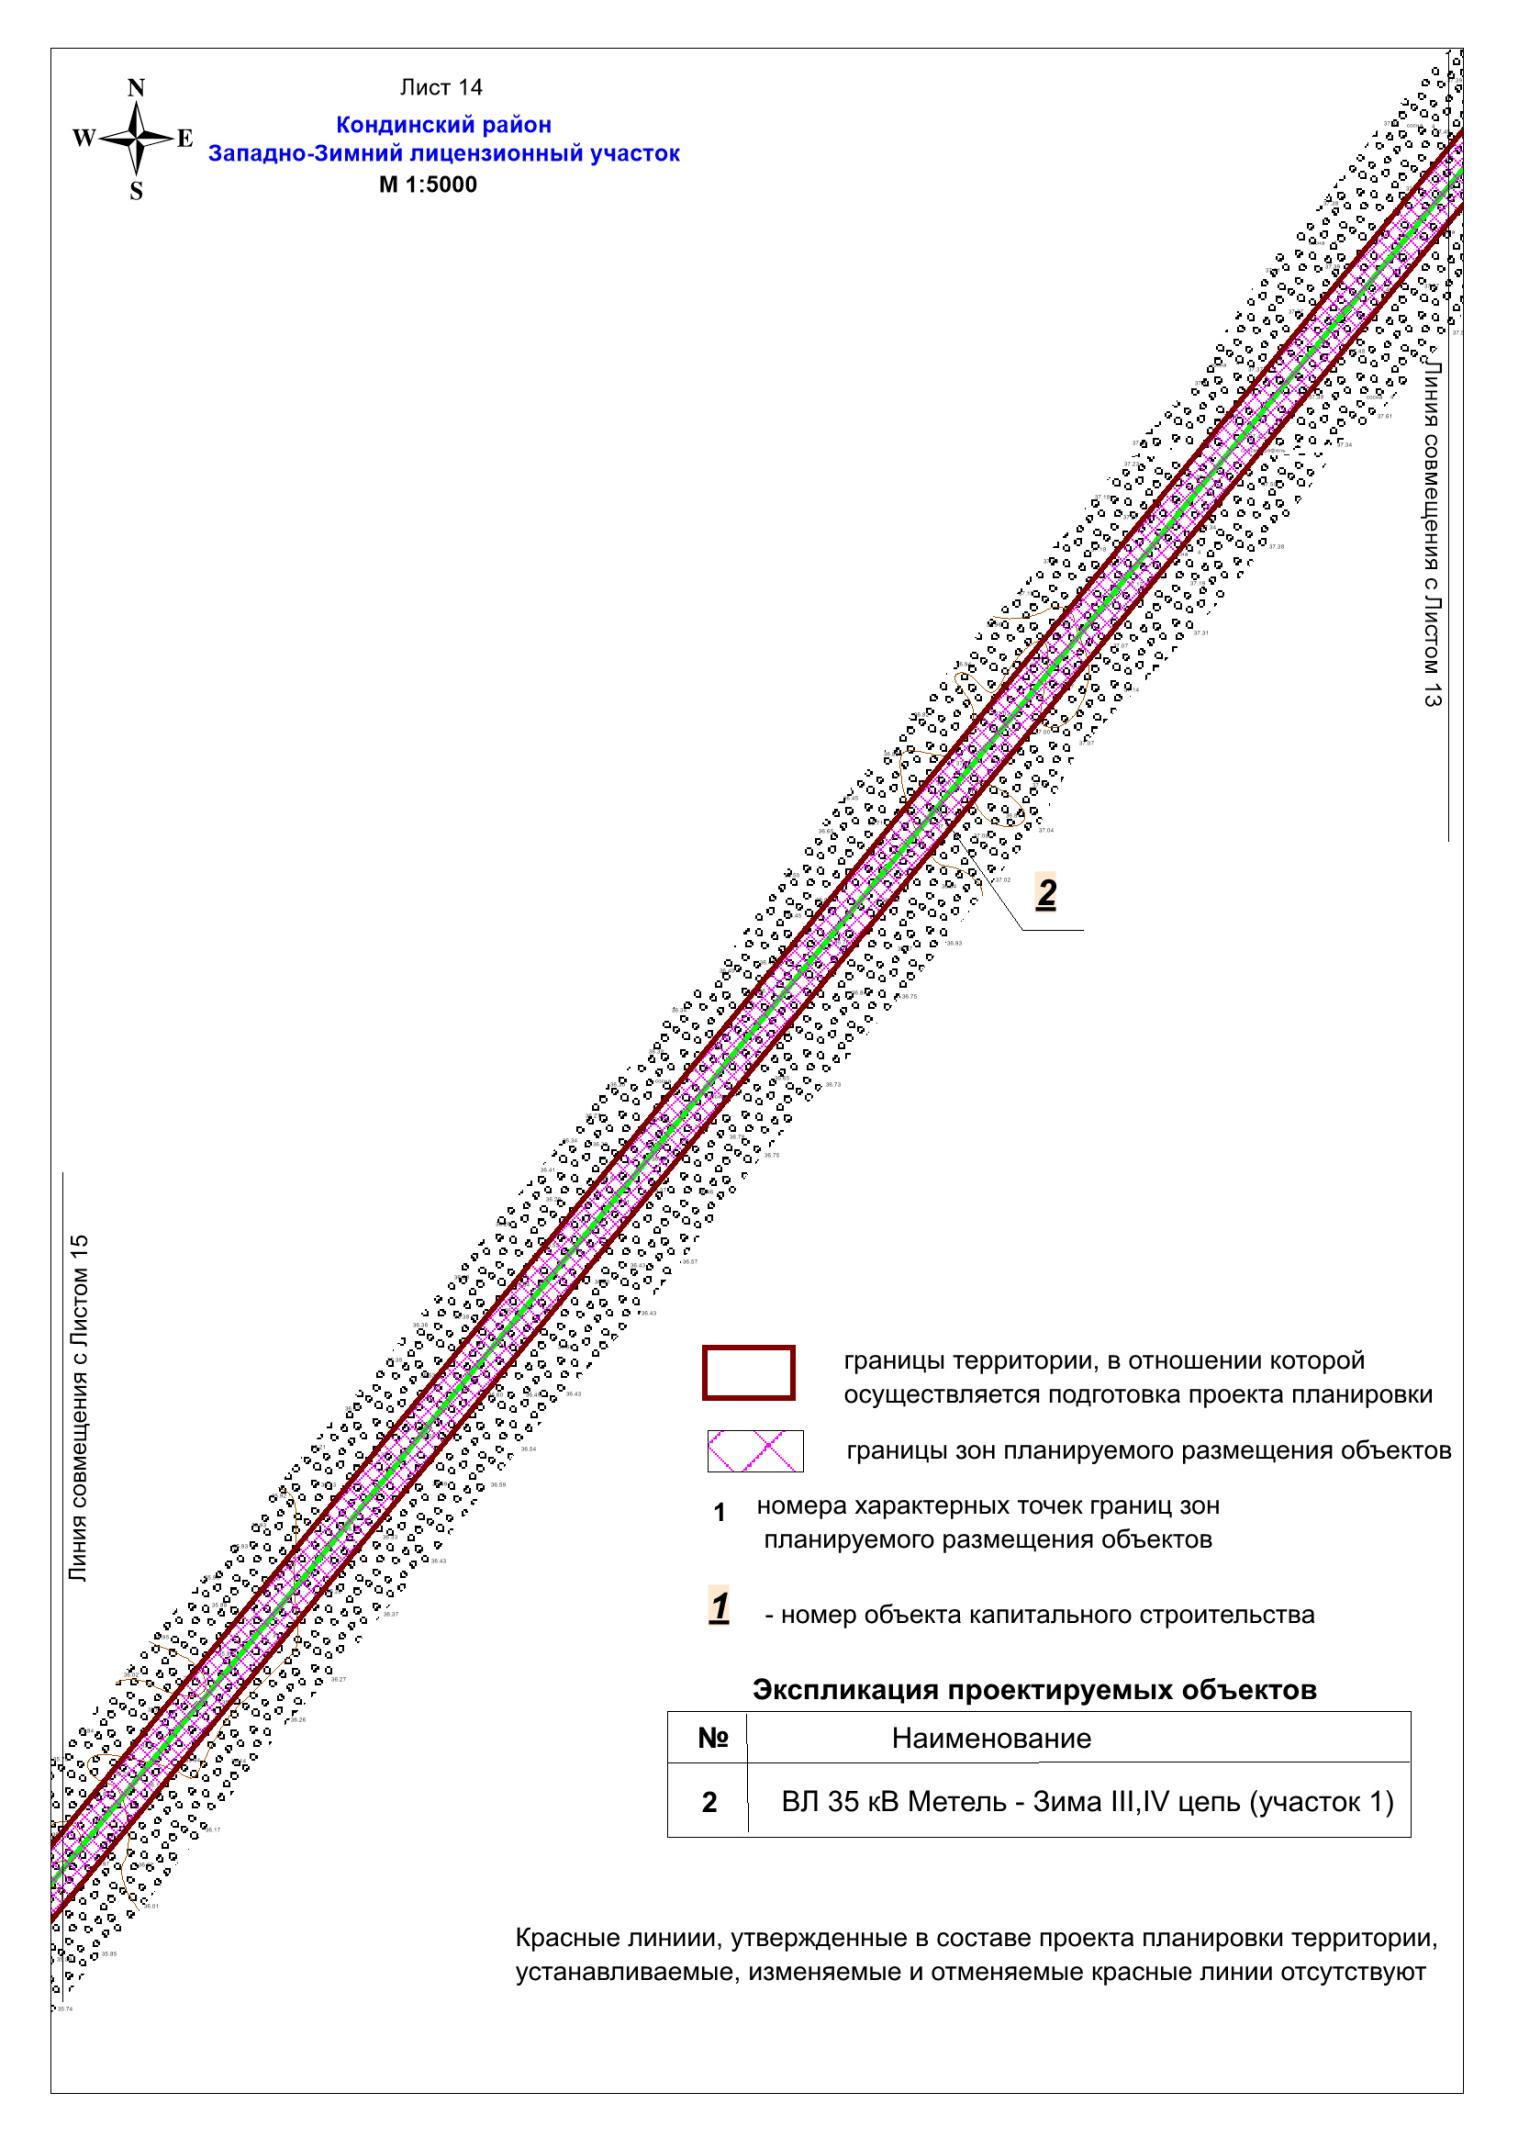 N
W E
S
Лист 14
Кондинский район
Западно-Зимний лицензионный участок
М 1:5000
Линия совмещения с Листом 13
2
Линия совмещения с Листом 15
границы территории, в отношении которой
осуществляется подготовка проекта планировки
границы зон планируемого размещения объектов
1 номера характерных точек границ зон
планируемого размещения объектов
1 - номер объекта капитального строительства
Экспликация проектируемых объектов
№ Наименование
2 ВЛ 35 кВ Метель - Зима III,IV цепь (участок 1)
Красные линиии, утвержденные в составе проекта планировки территории,
устанавливаемые, изменяемые и отменяемые красные линии отсутствуют